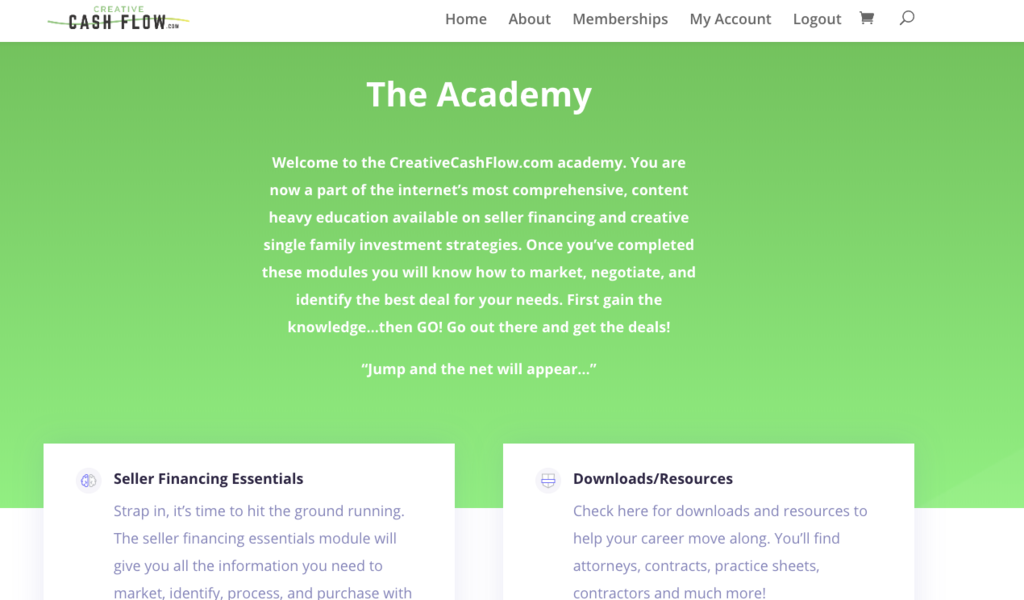 CREATIVE
CASH FLOW.COM
Home About Memberships My Account Logout
The Academy
Welcome to the CreativeCashFlow.com academy. You are
now a part of the internet’s most comprehensive, content
heavy education available on seller financing and creative
single family investment strategies. Once you’ve completed
these modules you will know how to market, negotiate, and
identify the best deal for your needs. First gain the
knowledge…then GO! Go out there and get the deals!
“Jump and the net will appear…”
Seller Financing Essentials
Strap in, it’s time to hit the ground running.
The seller financing essentials module will
give you all the information you need to
market, identify, process, and purchase with
Downloads/Resources
Check here for downloads and resources to
help your career move along. You’ll find
attorneys, contracts, practice sheets,
contractors and much more!